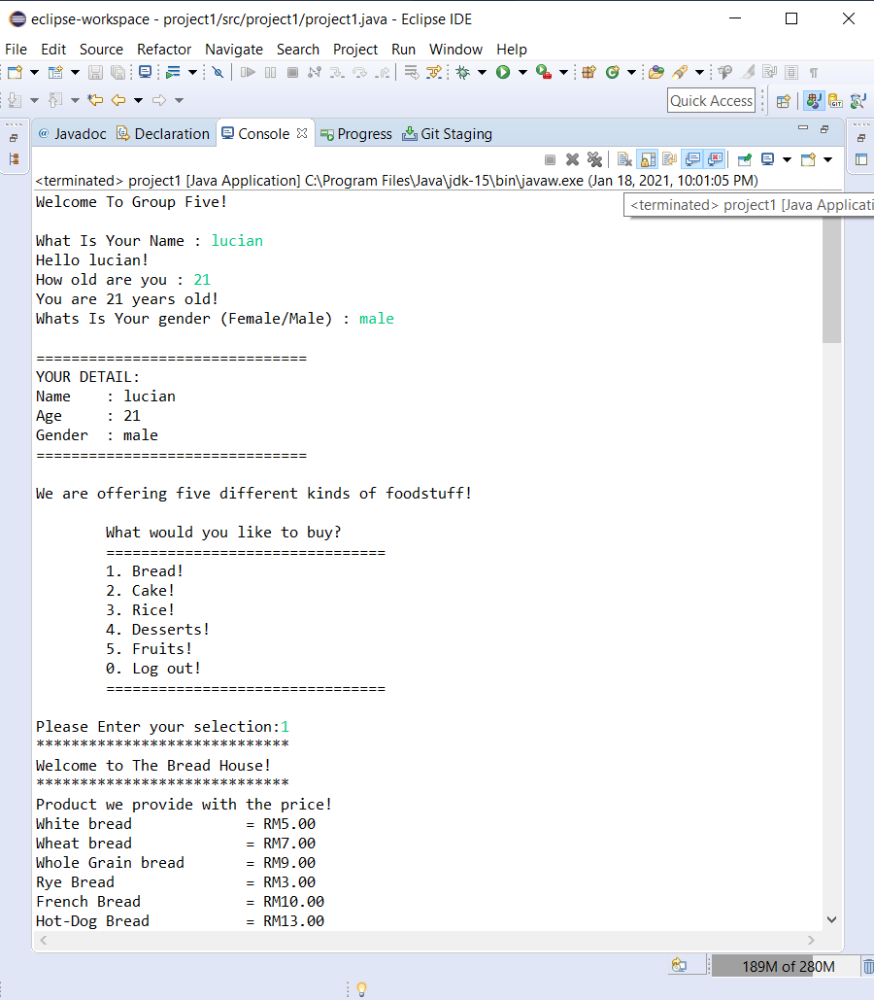 eclipse-workspace - project1/src/project1/project1.java - Eclipse IDE
File Edit Source Refactor Navigate Search Project Run Window Help
Quick Access
@ Javadoc Declaration Console Progress Git Staging
<terminated> project1 [Java Application] C:\Program Files\Java\jdk-15\bin\javaw.exe (Jan 18, 2021, 10:01:05 PM)
Welcome To Group Five!
<terminated> project1 [Java Applicati
What Is Your Name : lucian
Hello lucian!
How old are you : 21
You are 21 years old!
Whats Is Your gender (Female/Male) : male
===============================
YOUR DETAIL:
Name    : lucian
Age     : 21
Gender  : male
===============================
We are offering five different kinds of foodstuff!
What would you like to buy?
================================
1. Bread!
2. Cake!
3. Rice!
4. Desserts!
5. Fruits!
0. Log out!
================================
Please Enter your selection:1
*****************************
Welcome to The Bread House!
*****************************
Product we provide with the price!
White bread             = RM5.00
Wheat bread             = RM7.00
Whole Grain bread       = RM9.00
Rye Bread               = RM3.00
French Bread            = RM10.00
Hot-Dog Bread           = RM13.00
189M of 280M